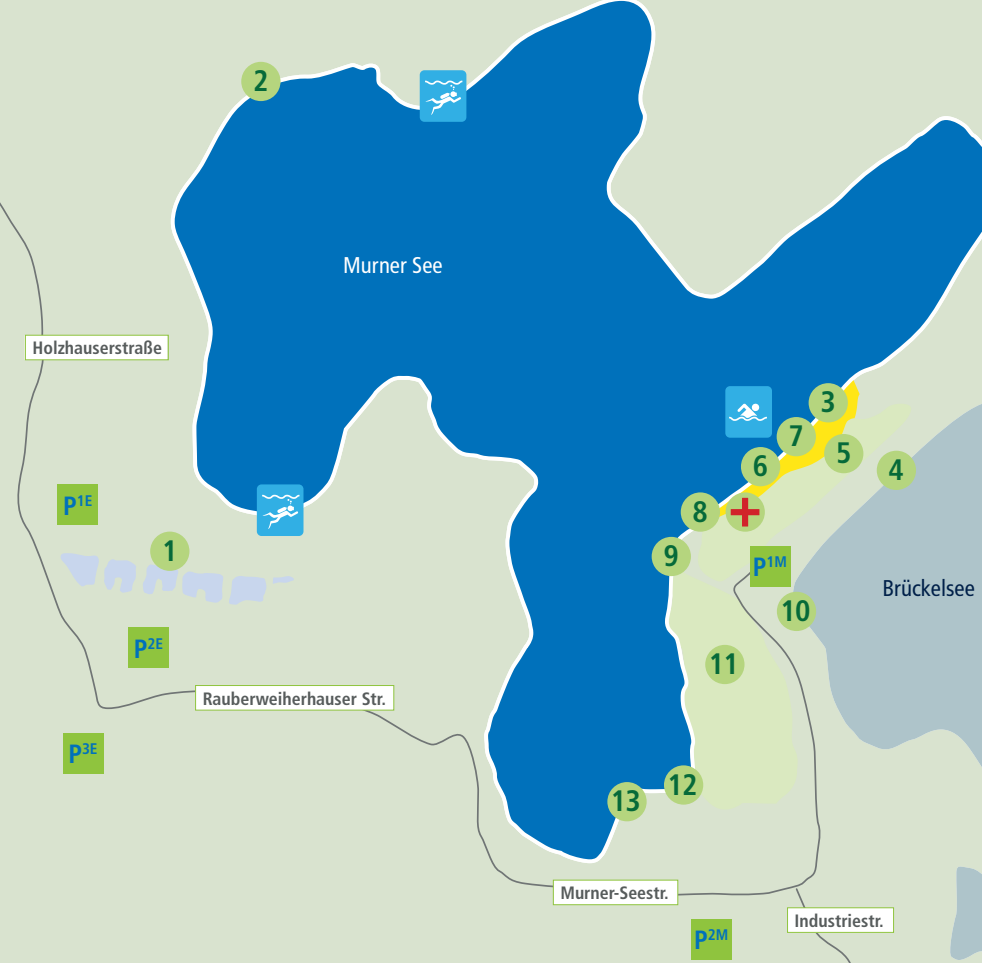 2
Murner See
Holzhauserstraße
3
7
5
6
4
P1E
8
1
9
P1M
Brückelsee
10
P2E
11
Rauberweiherhauser Str.
P3E
12
13
Murner-Seestr.
Industriestr.
P2M